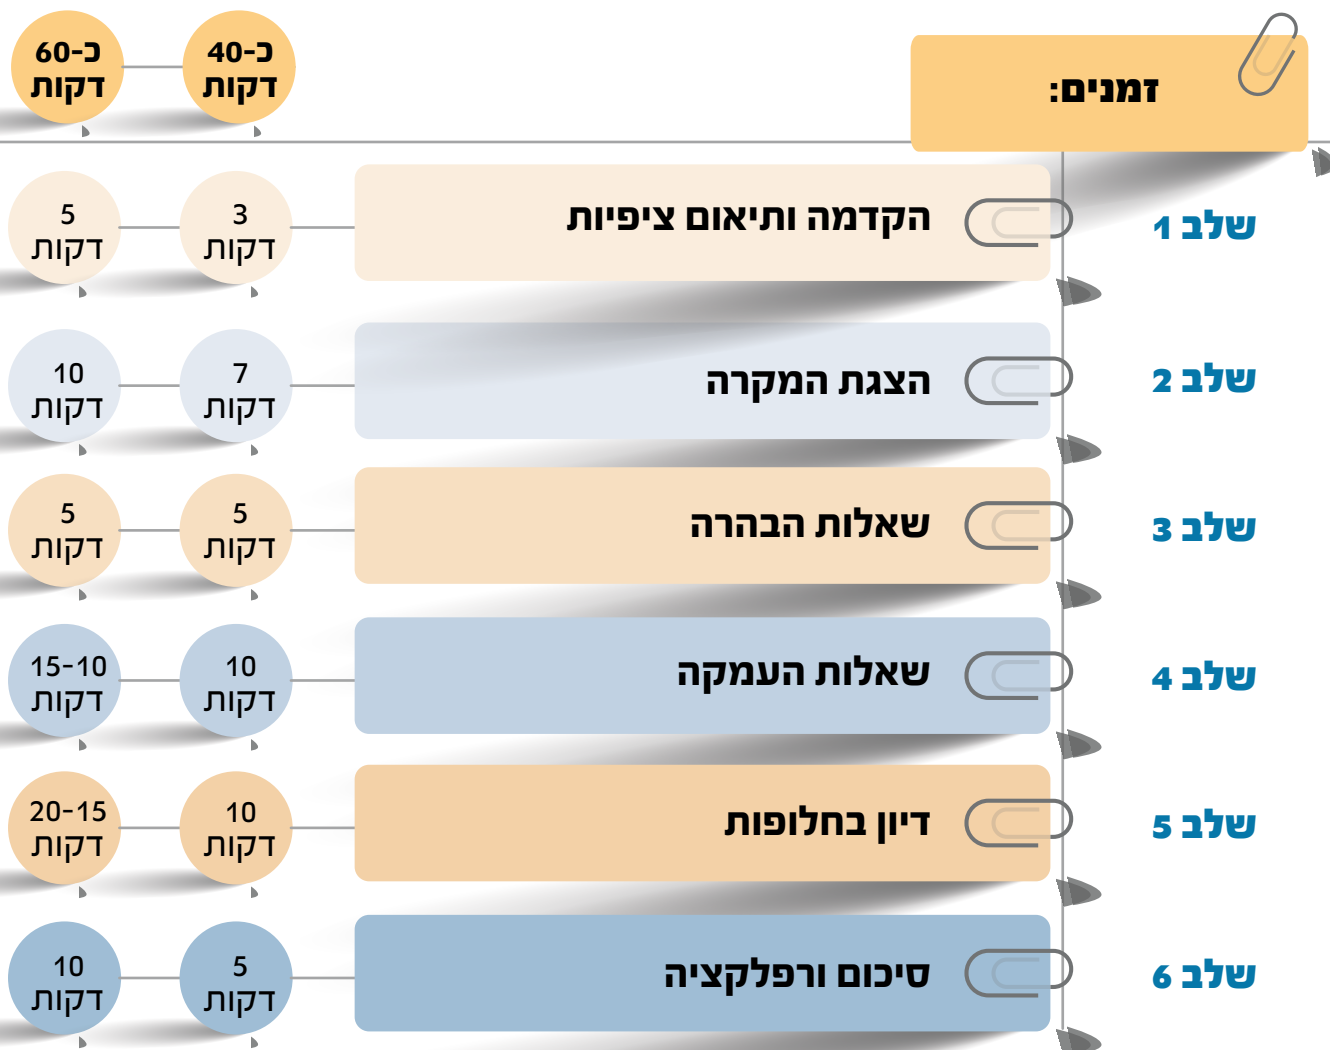 זמנים:
כ-40
דקות
כ-60
דקות
שלב 1
הקדמה ותיאום ציפיות
3
דקות
5
דקות
שלב 2
הצגת המקרה
7
דקות
10
דקות
שלב 3
שאלות הבהרה
5
דקות
5
דקות
שלב 4
שאלות העמקה
10
דקות
15-10
דקות
שלב 5
דיון בחלופות
10
דקות
20-15
דקות
שלב 6
סיכום ורפלקציה
5
דקות
10
דקות